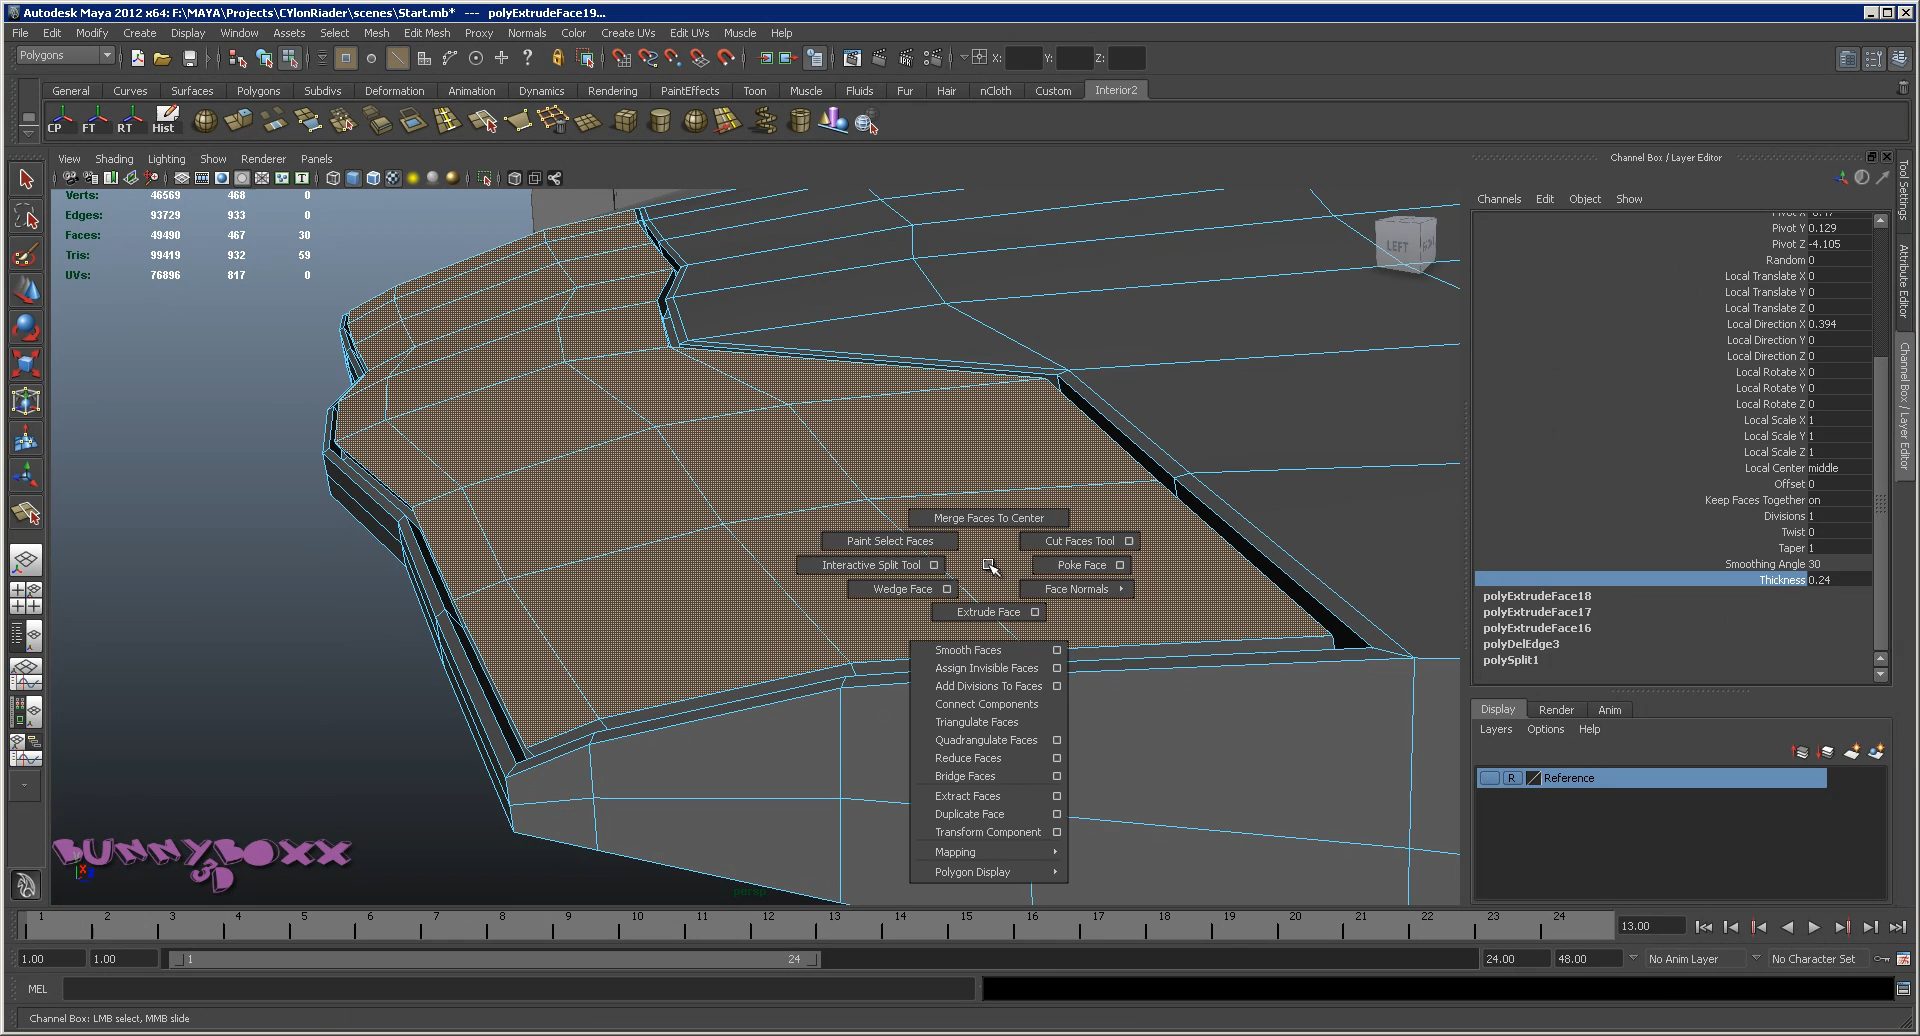 Autodesk Maya 2012 x64: F:\MAYA\Projects\CYlonRiader\scenes\Start.mb* --- polyExtrudeFace19...
File Edit Modify Create Display Window Assets Select Mesh Edit Mesh Proxy Normals Color Create UVs Edit UVs Muscle Help
Polygons X: Y: Z:
General Curves Surfaces Polygons Subdivs Deformation Animation Dynamics Rendering PaintEffects Toon Muscle Fluids Fur Hair nCloth Custom Interior2
CP FT RT Hist
View Shading Lighting Show Renderer Panels
Verts: 46569 468 0
Edges: 93729 933 0
Faces: 49490 467 30
Tris: 99419 932 59
UVs: 76896 817 0
LEFT
Merge Faces To Center
Paint Select Faces Cut Faces Tool
Interactive Split Tool Poke Face
Wedge Face Face Normals
Extrude Face
Smooth Faces
Assign Invisible Faces
Add Divisions To Faces
Connect Components
Triangulate Faces
Quadrangulate Faces
Reduce Faces
Bridge Faces
Extract Faces
Duplicate Face
Transform Component
Mapping
Polygon Display
BUNNYBOXX
3D
persp
Channel Box / Layer Editor
Channels Edit Object Show
Pivot Y 0.129
Pivot Z -4.105
Random 0
Local Translate X 0
Local Translate Y 0
Local Translate Z 0
Local Direction X 0.394
Local Direction Y 0
Local Direction Z 0
Local Rotate X 0
Local Rotate Y 0
Local Rotate Z 0
Local Scale X 1
Local Scale Y 1
Local Scale Z 1
Local Center middle
Offset 0
Keep Faces Together on
Divisions 1
Twist 0
Taper 1
Smoothing Angle 30
Thickness 0.24
polyExtrudeFace18
polyExtrudeFace17
polyExtrudeFace16
polyDelEdge3
polySplit1
Display Render Anim
Layers Options Help
R Reference
Tool Settings
Attribute Editor
Channel Box / Layer Editor
1 2 3 4 5 6 7 8 9 10 11 12 13 14 15 16 17 18 19 20 21 22 23 24 13.00
1.00 1.00 1 24 24.00 48.00 No Anim Layer No Character Set
MEL
Channel Box: LMB select, MMB slide